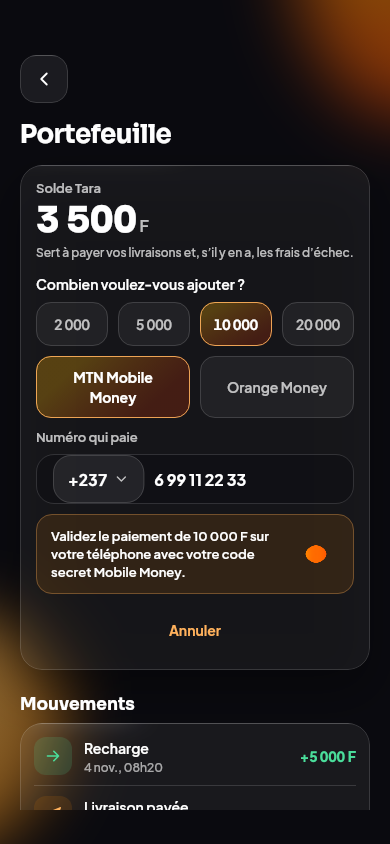 Portefeuille
Solde Tara
3 500 F
Sert à payer vos livraisons et, s'il y en a, les frais d'échec.
Combien voulez-vous ajouter ?
2 000
5 000
10 000
20 000
MTN Mobile
Money
Orange Money
Numéro qui paie
+237
6 99 11 22 33
Validez le paiement de 10 000 F sur
votre téléphone avec votre code
secret Mobile Money.
Annuler
Mouvements
Recharge
+5 000 F
4 nov., 08h20
Livraison payée